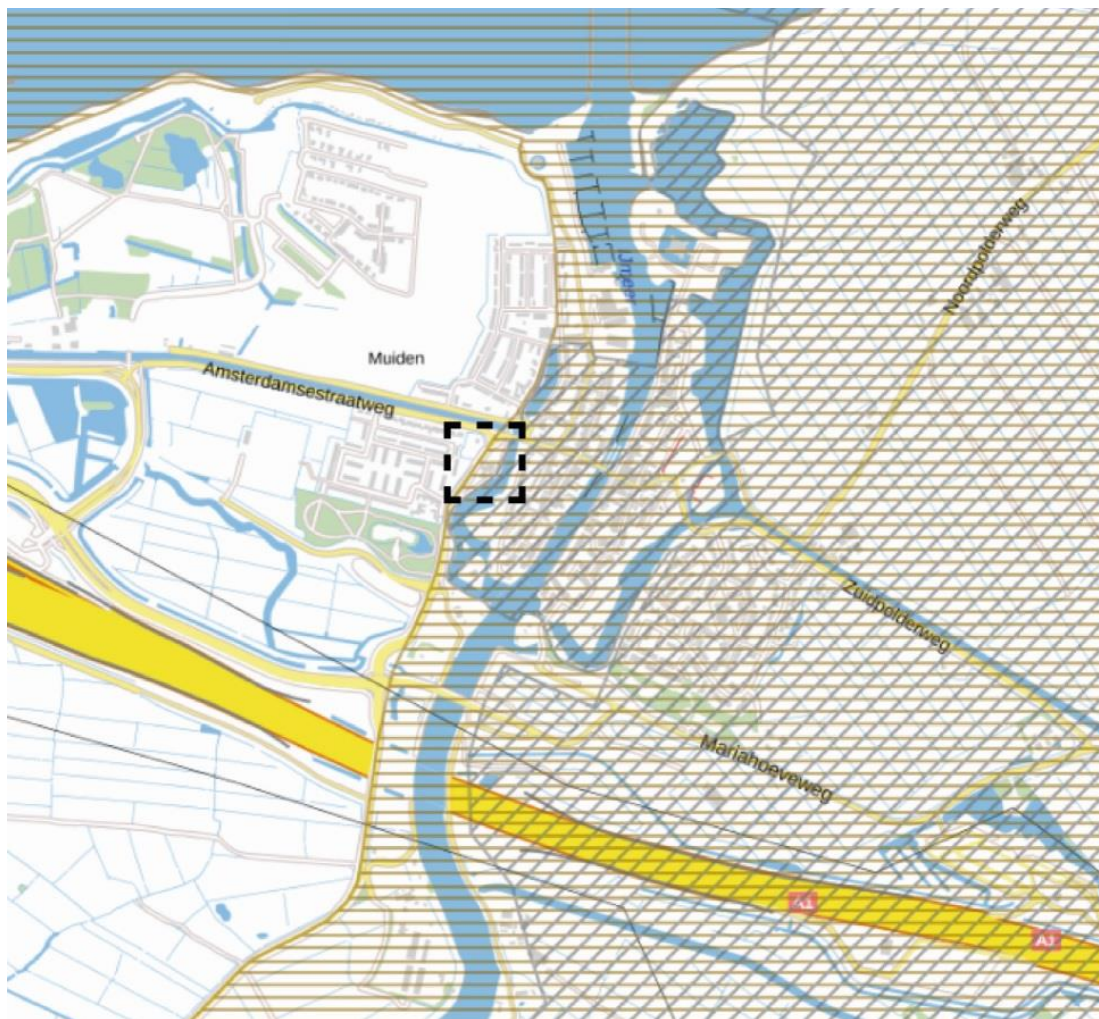 Noordpolderweg
Muiden
Amsterdamsestraatweg
Zuidpolderweg
Mariahoeveweg
A1
A1